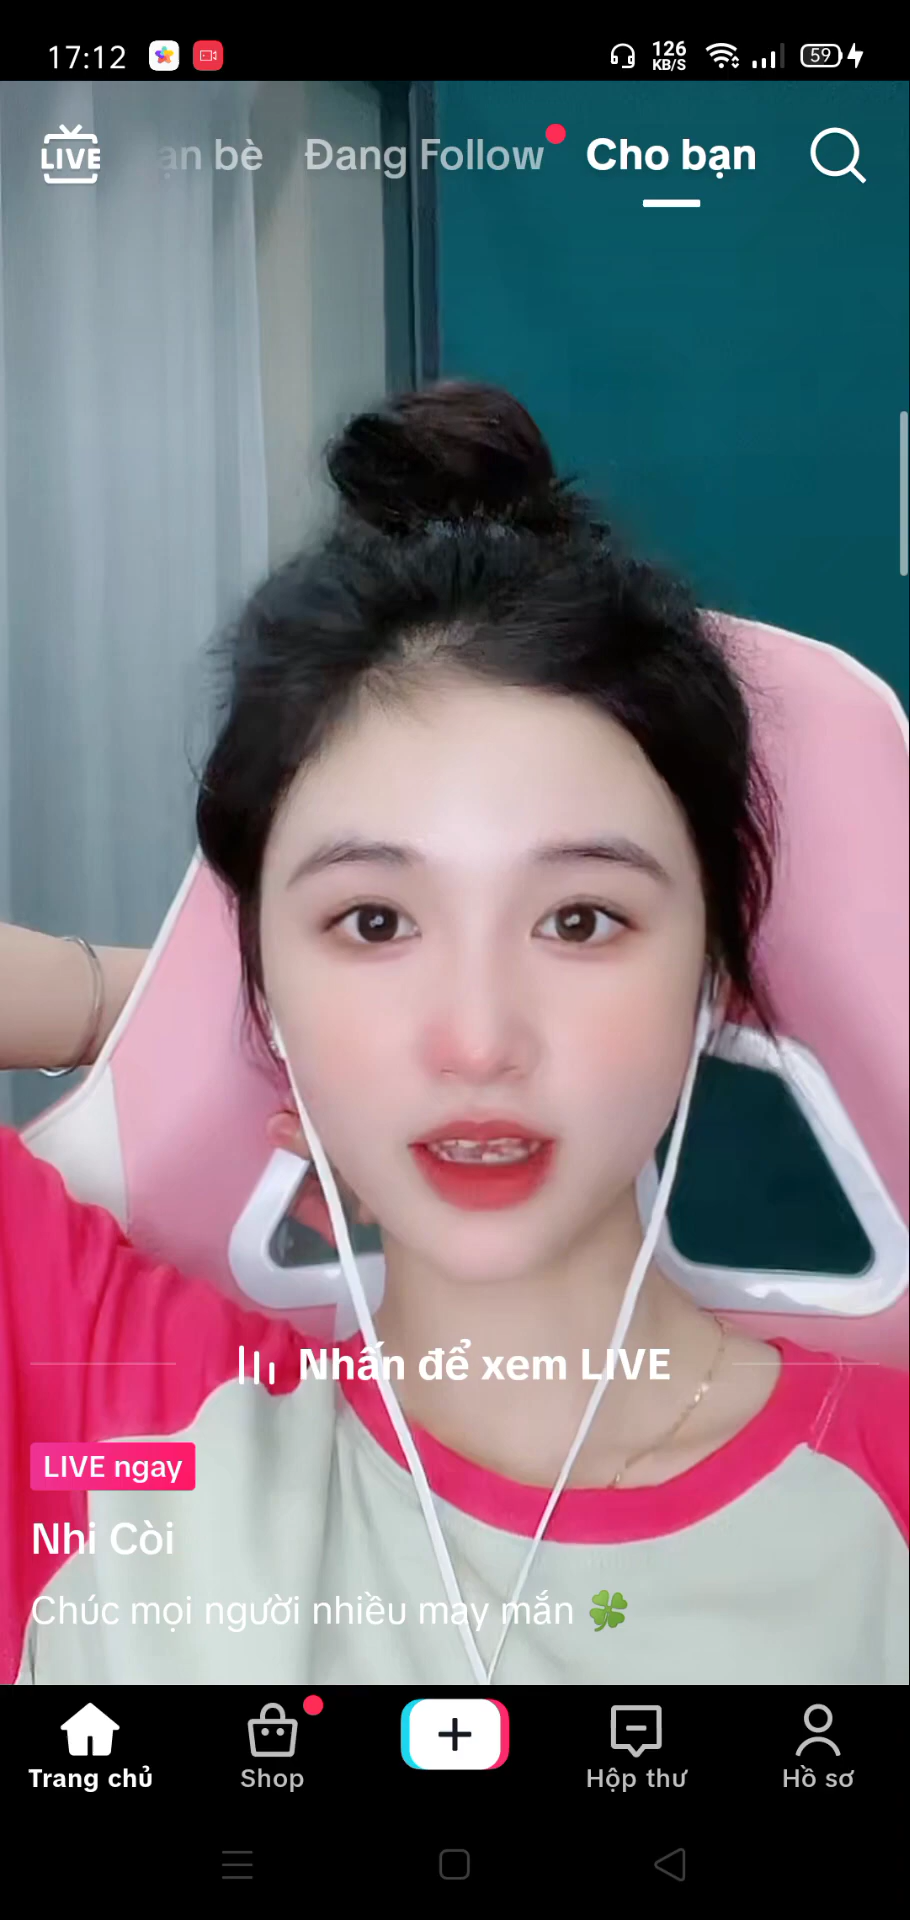 17:12
126
KB/S
59
LIVE
ạn bè
Đang Follow
Cho bạn
Nhấn để xem LIVE
LIVE ngay
Nhi Còi
Chúc mọi người nhiều may mắn 🍀
Trang chủ
Shop
Hộp thư
Hồ sơ